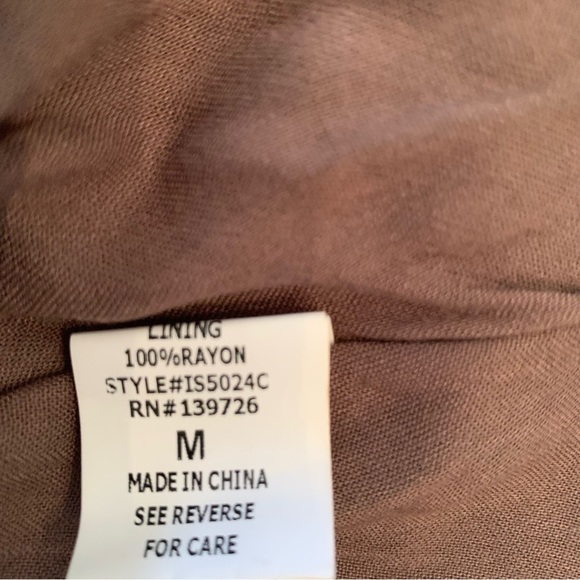 LINING
100%RAYON
STYLE#IS5024C
RN#139726
M
MADE IN CHINA
SEE REVERSE
FOR CARE